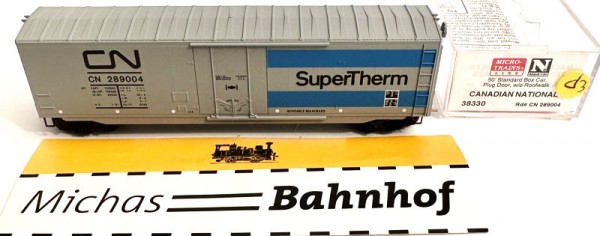 CN
CN 289004
SuperTherm
MICRO-
TRAINS
LINE
N
50' Standard Box Car,
Plug Door, w/o Roofwalk
CANADIAN NATIONAL
38330 Rd# CN 289004
d3
Michas Bahnhof